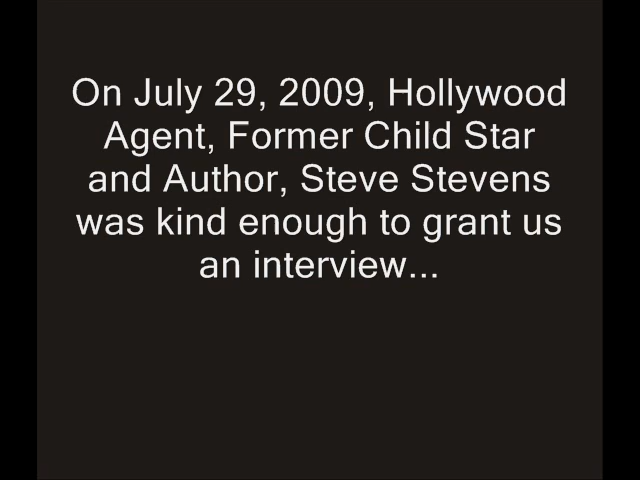 On July 29, 2009, Hollywood
Agent, Former Child Star
and Author, Steve Stevens
was kind enough to grant us
an interview...